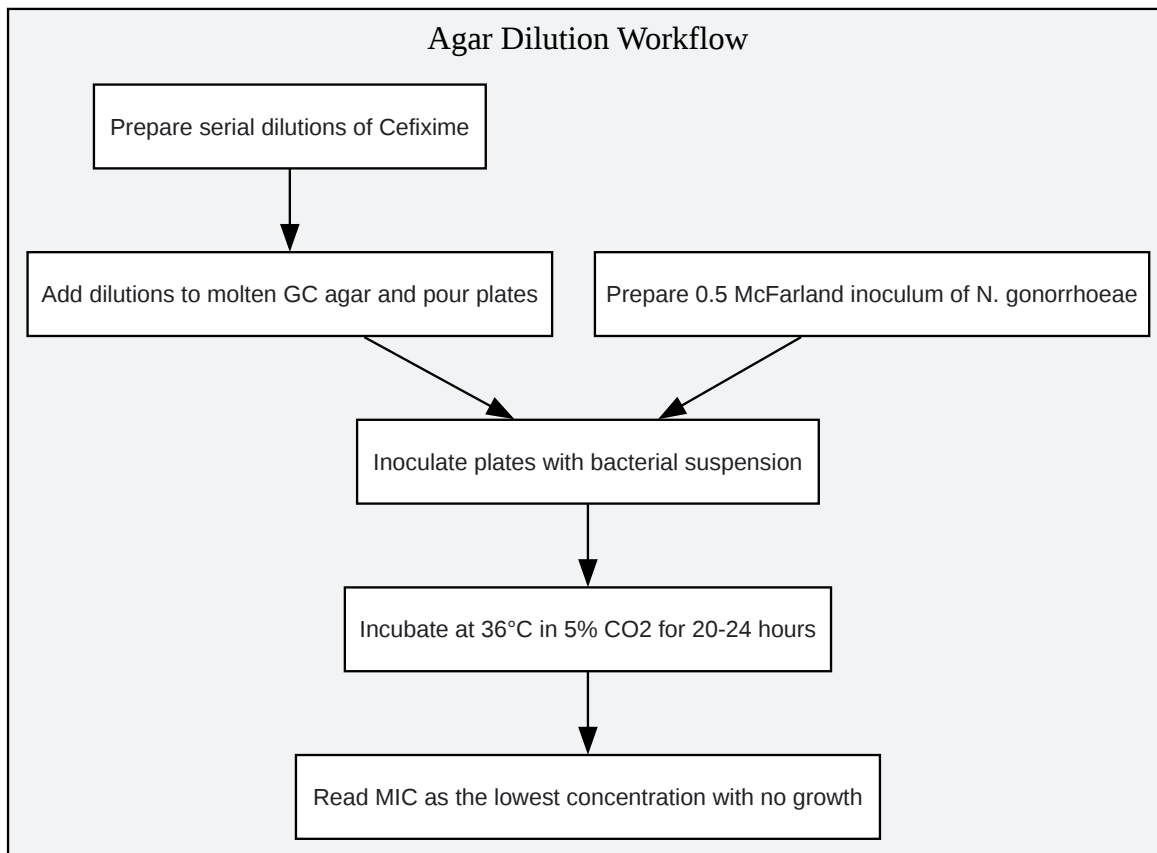 Agar Dilution Workflow
Prepare serial dilutions of Cefixime
Add dilutions to molten GC agar and pour plates
Prepare 0.5 McFarland inoculum of N. gonorrhoeae
Inoculate plates with bacterial suspension
Incubate at 36°C in 5% CO2 for 20-24 hours
Read MIC as the lowest concentration with no growth